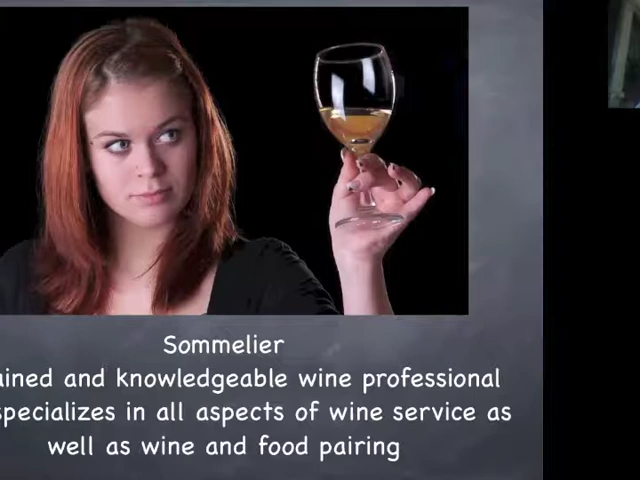 Sommelier
ained and knowledgeable wine professional
specializes in all aspects of wine service as
well as wine and food pairing